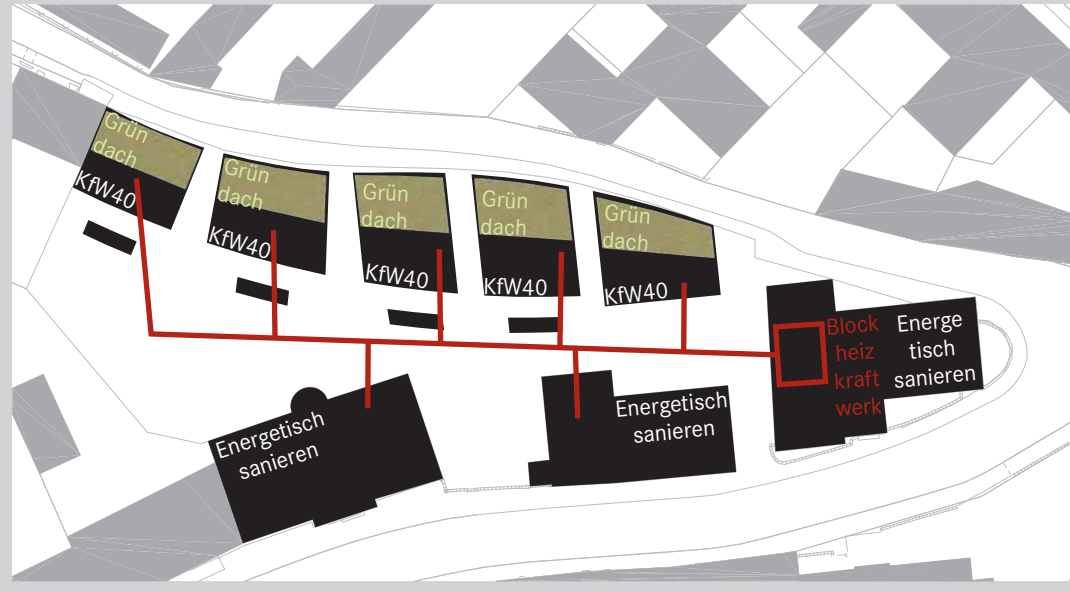 Grün
dach
KfW40
Grün
dach
KfW40
Grün
dach
KfW40
Grün
dach
KfW40
Grün
dach
KfW40
Block
heiz
kraft
werk
Energe
tisch
sanieren
Energetisch
sanieren
Energetisch
sanieren